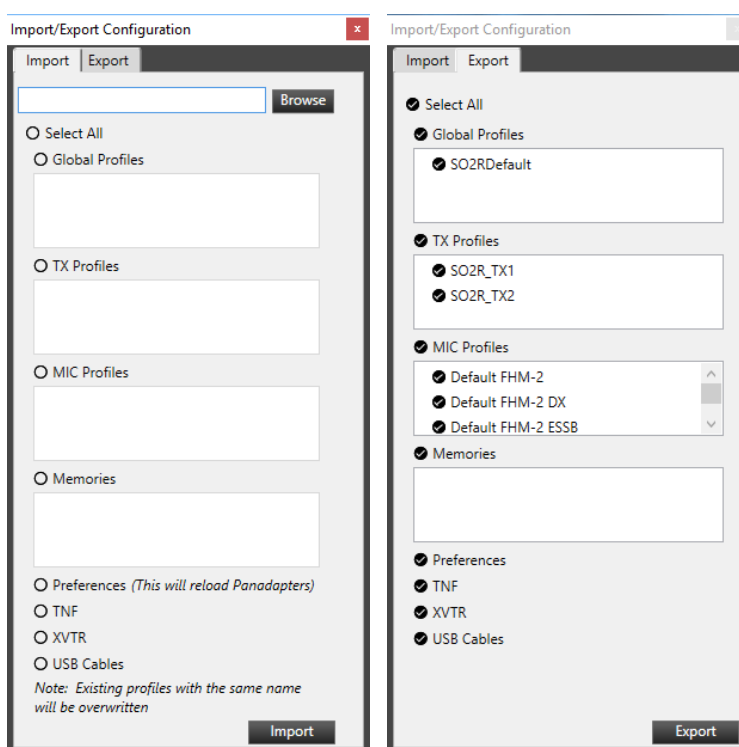 Import/Export Configuration
x
Import
Export
Browse
Select All
Global Profiles
TX Profiles
MIC Profiles
Memories
Preferences (This will reload Panadapters)
TNF
XVTR
USB Cables
Note: Existing profiles with the same name
will be overwritten
Import
Import/Export Configuration
Import
Export
Select All
Global Profiles
SO2RDefault
TX Profiles
SO2R_TX1
SO2R_TX2
MIC Profiles
Default FHM-2
Default FHM-2 DX
Default FHM-2 ESSB
Memories
Preferences
TNF
XVTR
USB Cables
Export